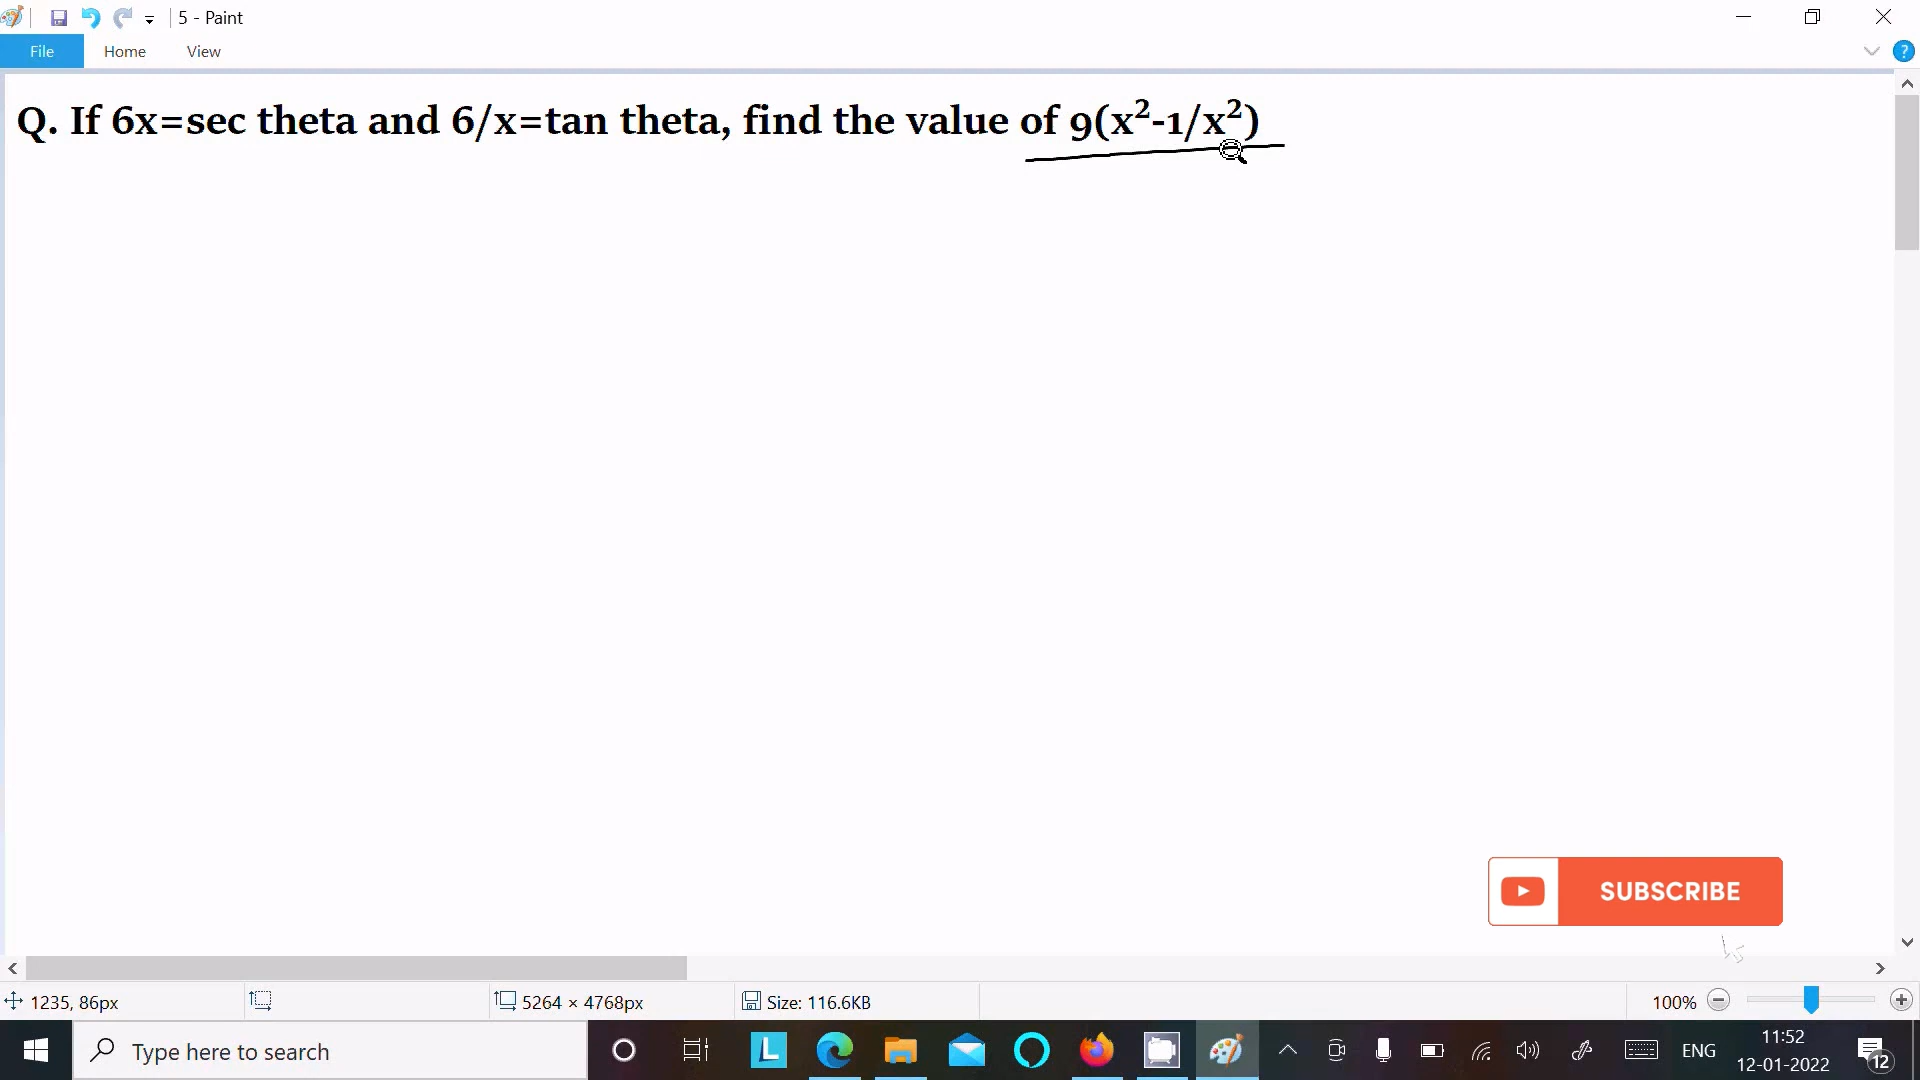 5 - Paint
File Home View
Q. If 6x=sec theta and 6/x=tan theta, find the value of 9(x²-1/x²)
SUBSCRIBE
1235, 86px 5264 × 4768px Size: 116.6KB 100%
Type here to search L ENG 11:52
12-01-2022 12